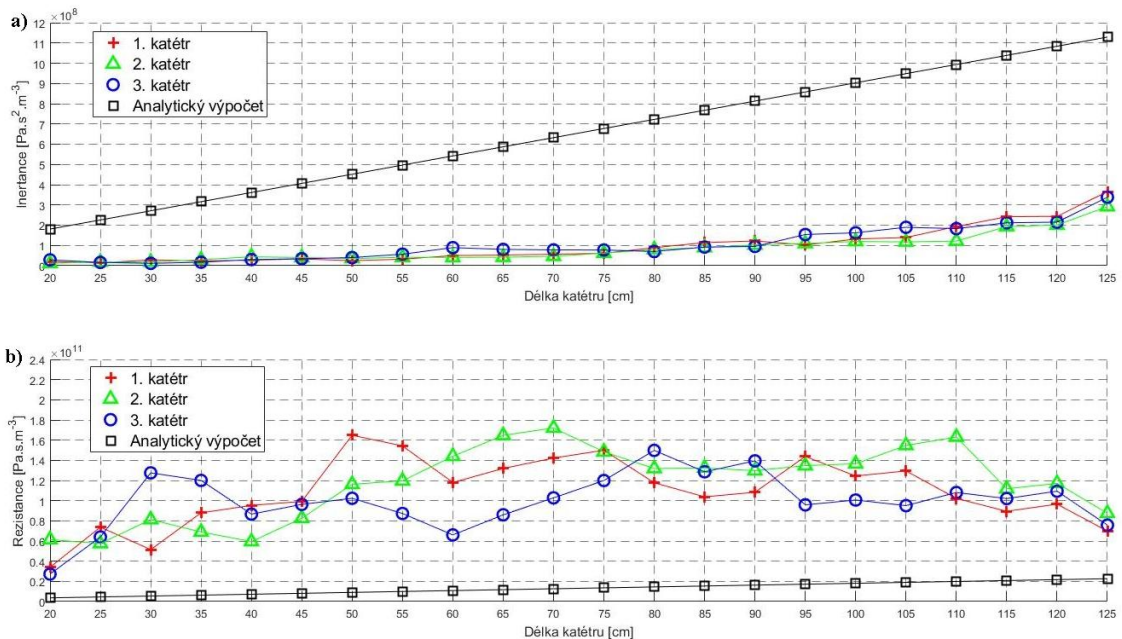 a)
×10⁸
12
11
10
9
8
7
6
5
4
3
2
1
0
Inertance [Pa.s².m⁻³]
1. katétr
2. katétr
3. katétr
Analytický výpočet
20 25 30 35 40 45 50 55 60 65 70 75 80 85 90 95 100 105 110 115 120 125
Délka katétru [cm]
b)
×10¹¹
2.4
2.2
2
1.8
1.6
1.4
1.2
1
0.8
0.6
0.4
0.2
0
Rezistance [Pa.s.m⁻³]
1. katétr
2. katétr
3. katétr
Analytický výpočet
20 25 30 35 40 45 50 55 60 65 70 75 80 85 90 95 100 105 110 115 120 125
Délka katétru [cm]